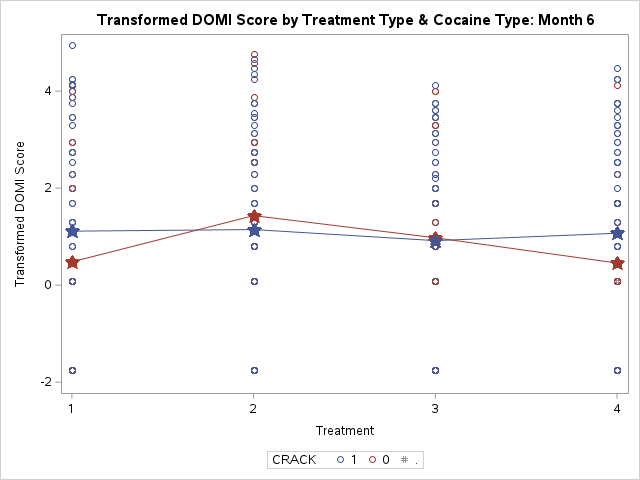 Transformed DOMI Score by Treatment Type & Cocaine Type: Month 6
Transformed DOMI Score
4
2
0
-2
1 2 3 4
Treatment
CRACK 1 0 .